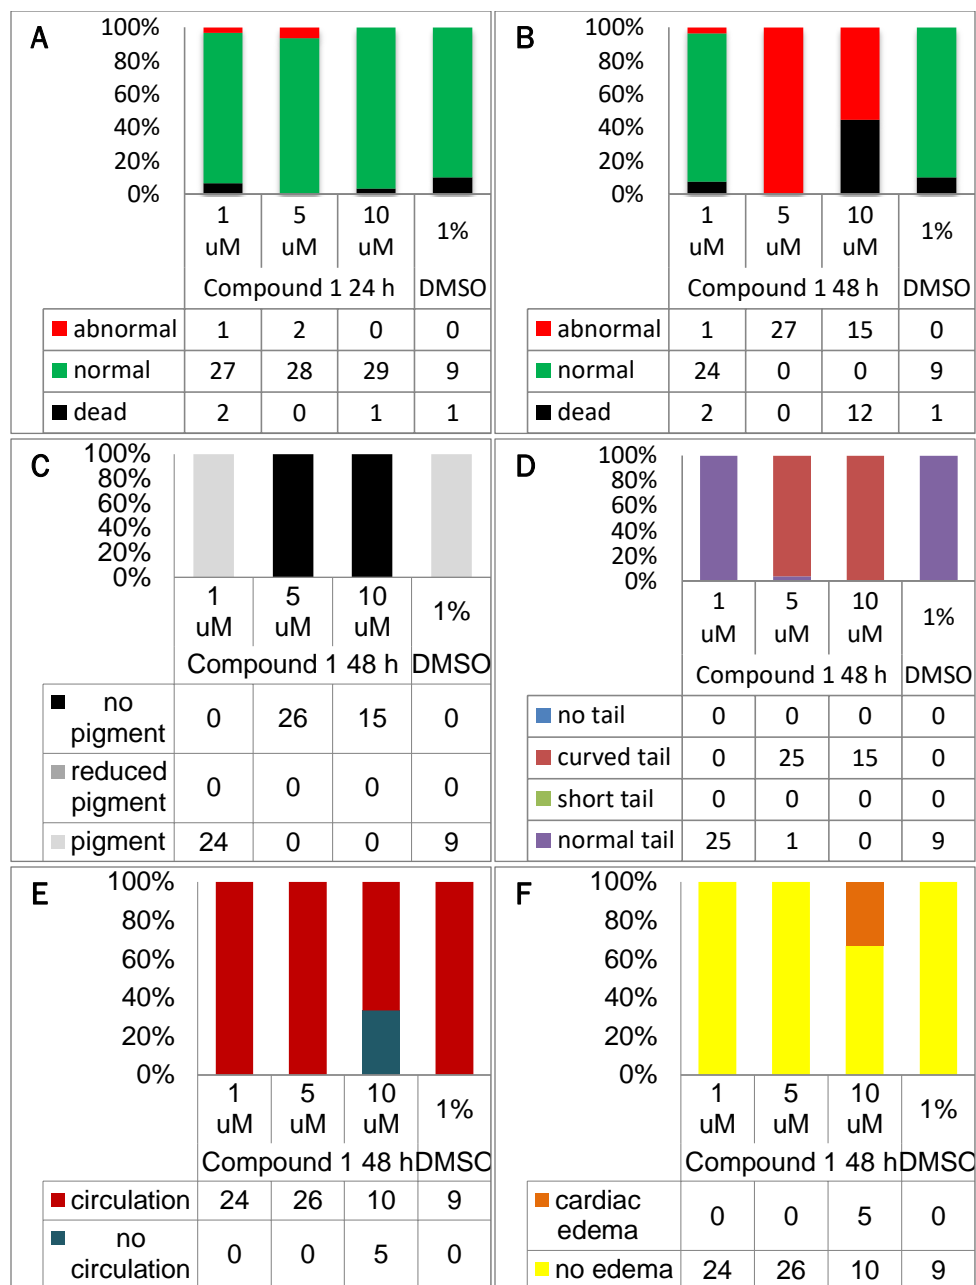 A
100%
80%
60%
40%
20%
0%
1 uM 5 uM 10 uM 1%
Compound 1 24 h DMSO
abnormal 1 2 0 0
normal 27 28 29 9
dead 2 0 1 1
B
100%
80%
60%
40%
20%
0%
1 uM 5 uM 10 uM 1%
Compound 1 48 h DMSO
abnormal 1 27 15 0
normal 24 0 0 9
dead 2 0 12 1
C
100%
80%
60%
40%
20%
0%
1 uM 5 uM 10 uM 1%
Compound 1 48 h DMSO
no pigment 0 26 15 0
reduced pigment 0 0 0 0
pigment 24 0 0 9
D
100%
80%
60%
40%
20%
0%
1 uM 5 uM 10 uM 1%
Compound 1 48 h DMSO
no tail 0 0 0 0
curved tail 0 25 15 0
short tail 0 0 0 0
normal tail 25 1 0 9
E
100%
80%
60%
40%
20%
0%
1 uM 5 uM 10 uM 1%
Compound 1 48 h DMSO
circulation 24 26 10 9
no circulation 0 0 5 0
F
100%
80%
60%
40%
20%
0%
1 uM 5 uM 10 uM 1%
Compound 1 48 h DMSO
cardiac edema 0 0 5 0
no edema 24 26 10 9